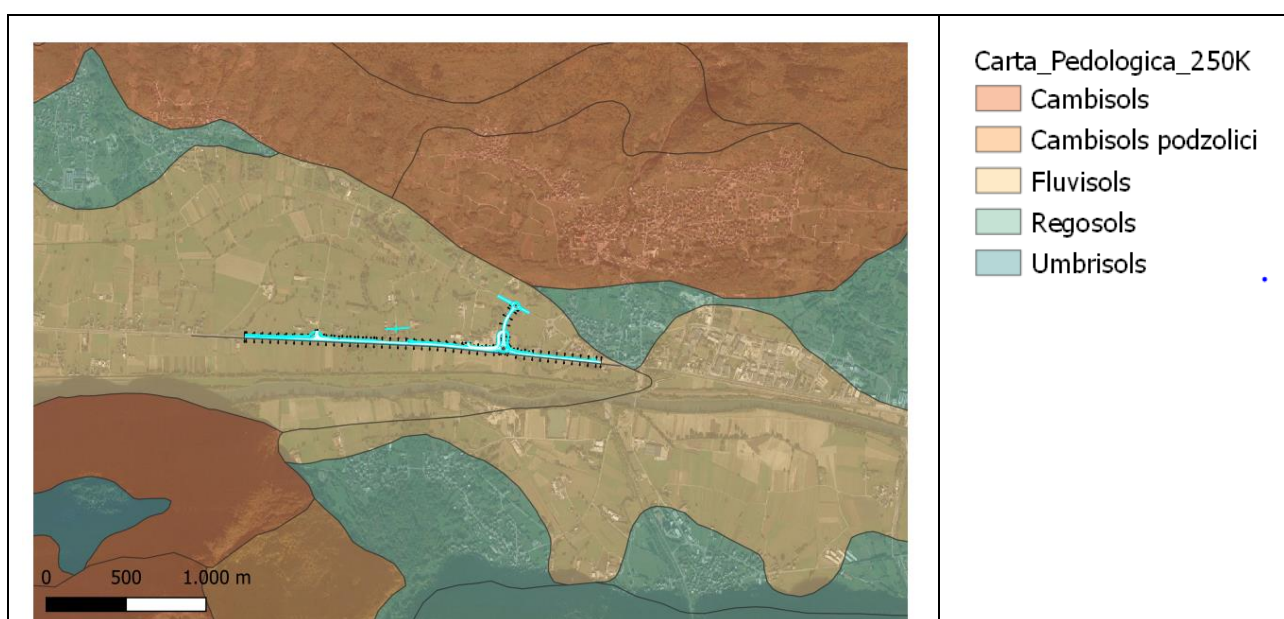 Carta_Pedologica_250K
Cambisols
Cambisols podzolici
Fluvisols
Regosols
Umbrisols
0 500 1.000 m